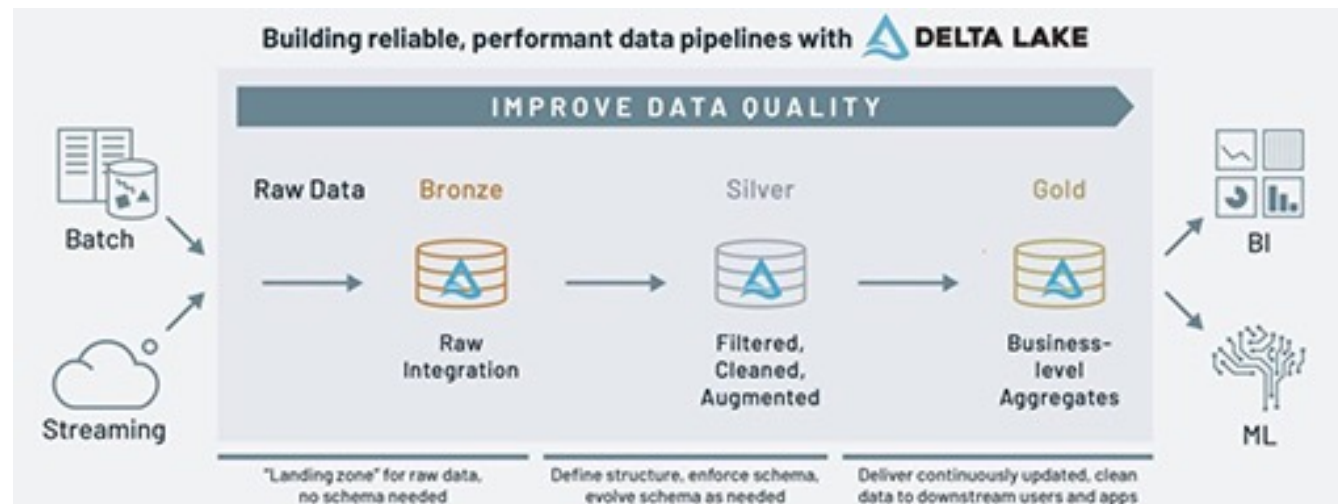 Building reliable, performant data pipelines with DELTA LAKE
IMPROVE DATA QUALITY
Raw Data
Bronze
Silver
Gold
Batch
BI
Raw
Integration
Filtered,
Cleaned,
Augmented
Business-
level
Aggregates
Streaming
ML
"Landing zone" for raw data,
no schema needed
Define structure, enforce schema,
evolve schema as needed
Deliver continuously updated, clean
data to downstream users and apps